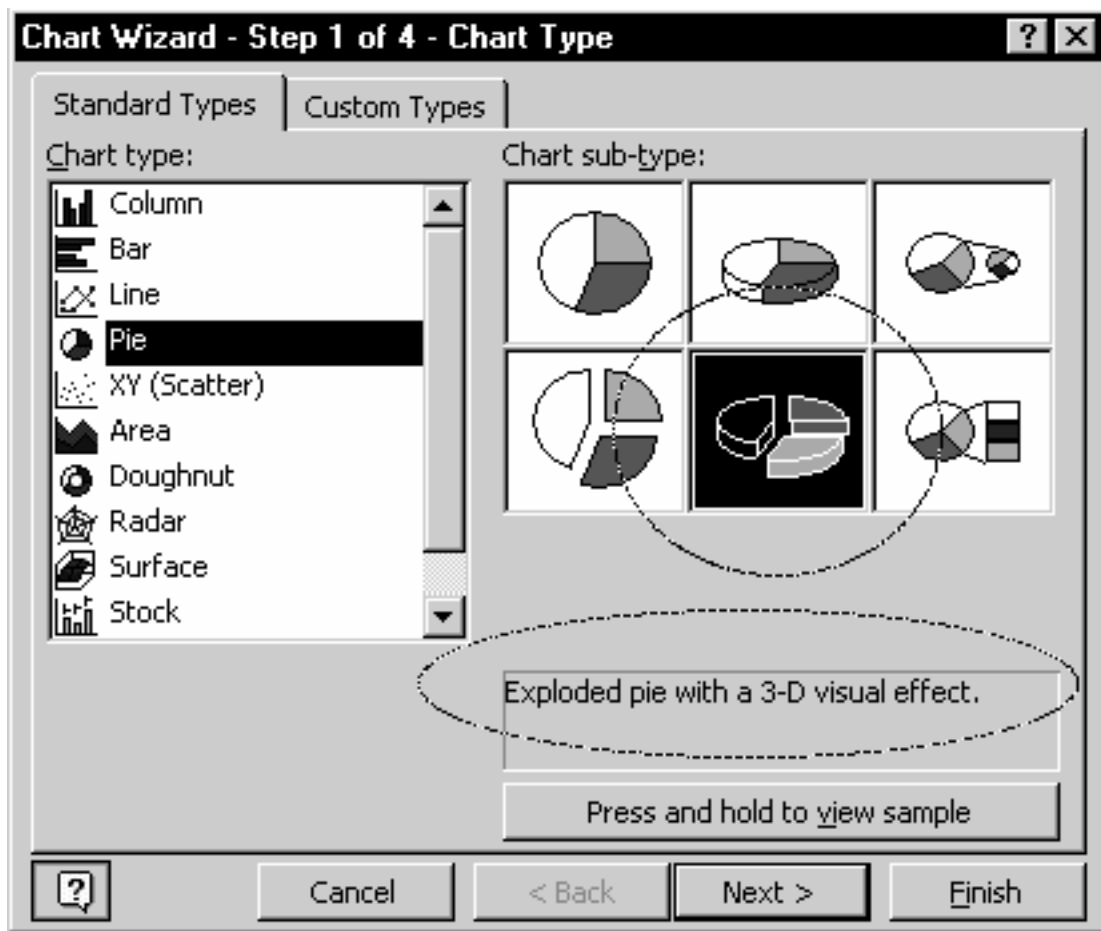 Chart Wizard - Step 1 of 4 - Chart Type
Standard Types
Custom Types
Chart type:
Column
Bar
Line
Pie
XY (Scatter)
Area
Doughnut
Radar
Surface
Stock
Chart sub-type:
Exploded pie with a 3-D visual effect.
Press and hold to view sample
Cancel
< Back
Next >
Finish